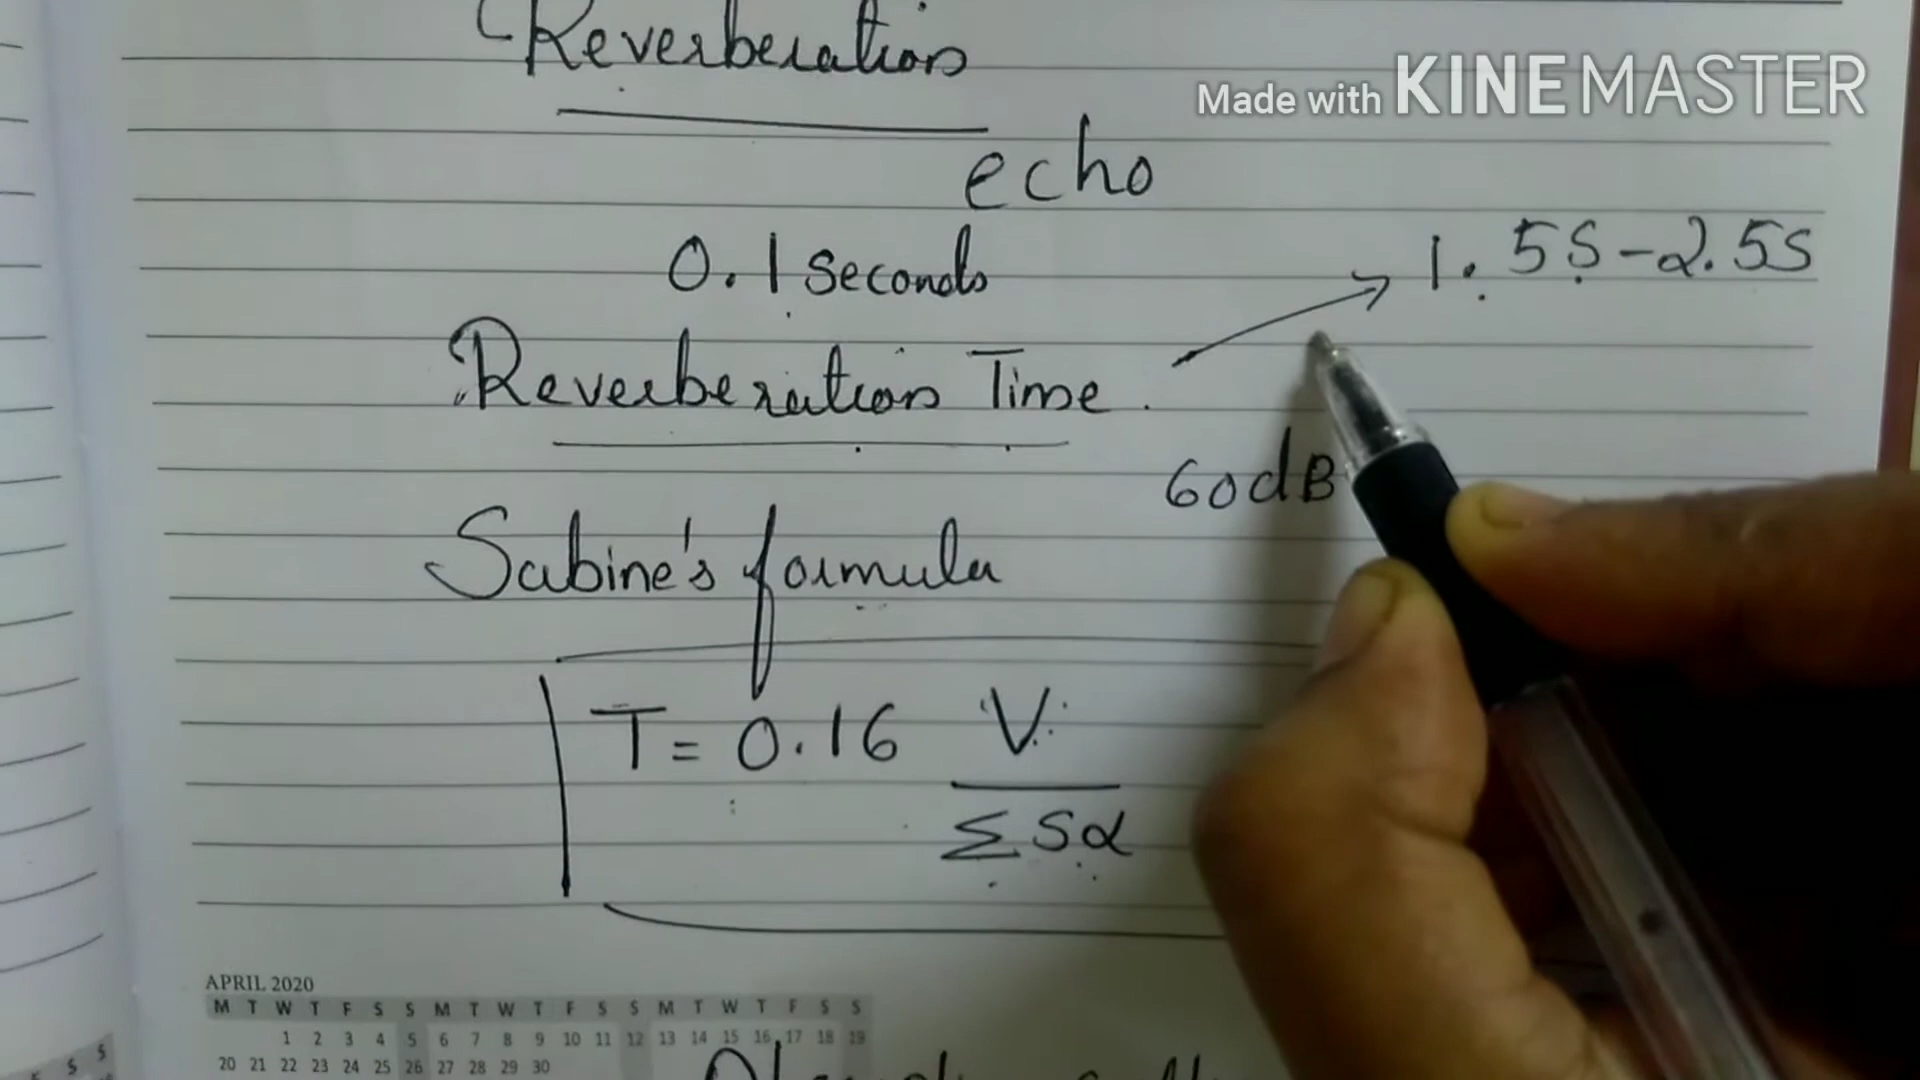 Reverberation
Made with KINEMASTER
echo
0.1 seconds
1.5S-2.5S
Reverberation Time.
60dB
Sabine's formula
T = 0.16 V
∑ Sα
APRIL 2020
M T W T F S S M T W T F S S M T W T F S S
1 2 3 4 5 6 7 8 9 10 11 12 13 14 15 16 17 18 19
20 21 22 23 24 25 26 27 28 29 30